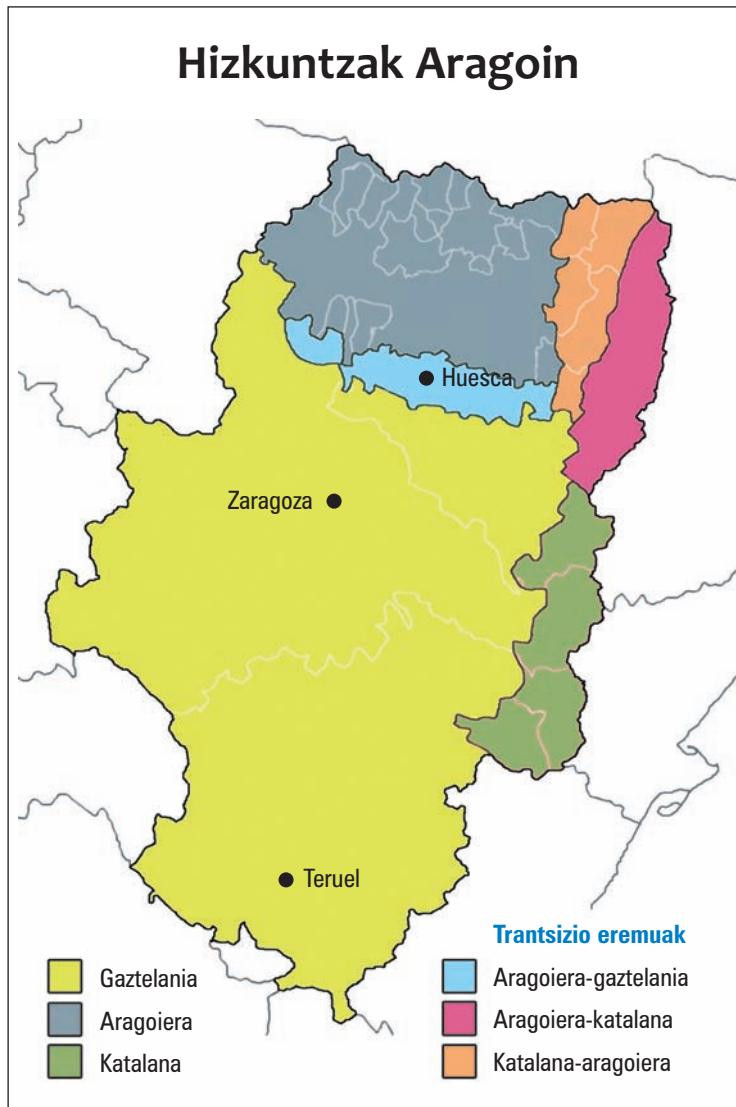 Hizkuntzak Aragoin
Huesca
Zaragoza
Teruel
Gaztelania
Aragoiera
Katalana
Trantsizio eremuak
Aragoiera-gaztelania
Aragoiera-katalana
Katalana-aragoiera